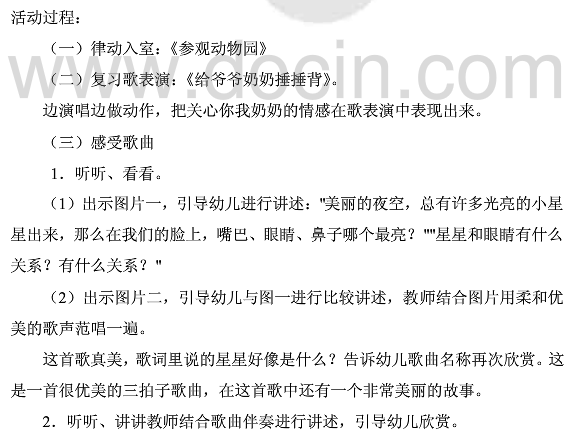 活动过程：
（一）律动入室：《参观动物园》
（二）复习歌表演：《给爷爷奶奶捶捶背》。
边演唱边做动作，把关心你我奶奶的情感在歌表演中表现出来。
（三）感受歌曲
1．听听、看看。
（1）出示图片一，引导幼儿进行讲述："美丽的夜空，总有许多光亮的小星
星出来，那么在我们的脸上，嘴巴、眼睛、鼻子哪个最亮？""星星和眼睛有什么
关系？有什么关系？"
（2）出示图片二，引导幼儿与图一进行比较讲述，教师结合图片用柔和优
美的歌声范唱一遍。
这首歌真美，歌词里说的星星好像是什么？告诉幼儿歌曲名称再次欣赏。这
是一首很优美的三拍子歌曲，在这首歌中还有一个非常美丽的故事。
2．听听、讲讲教师结合歌曲伴奏进行讲述，引导幼儿欣赏。
www.docin.com